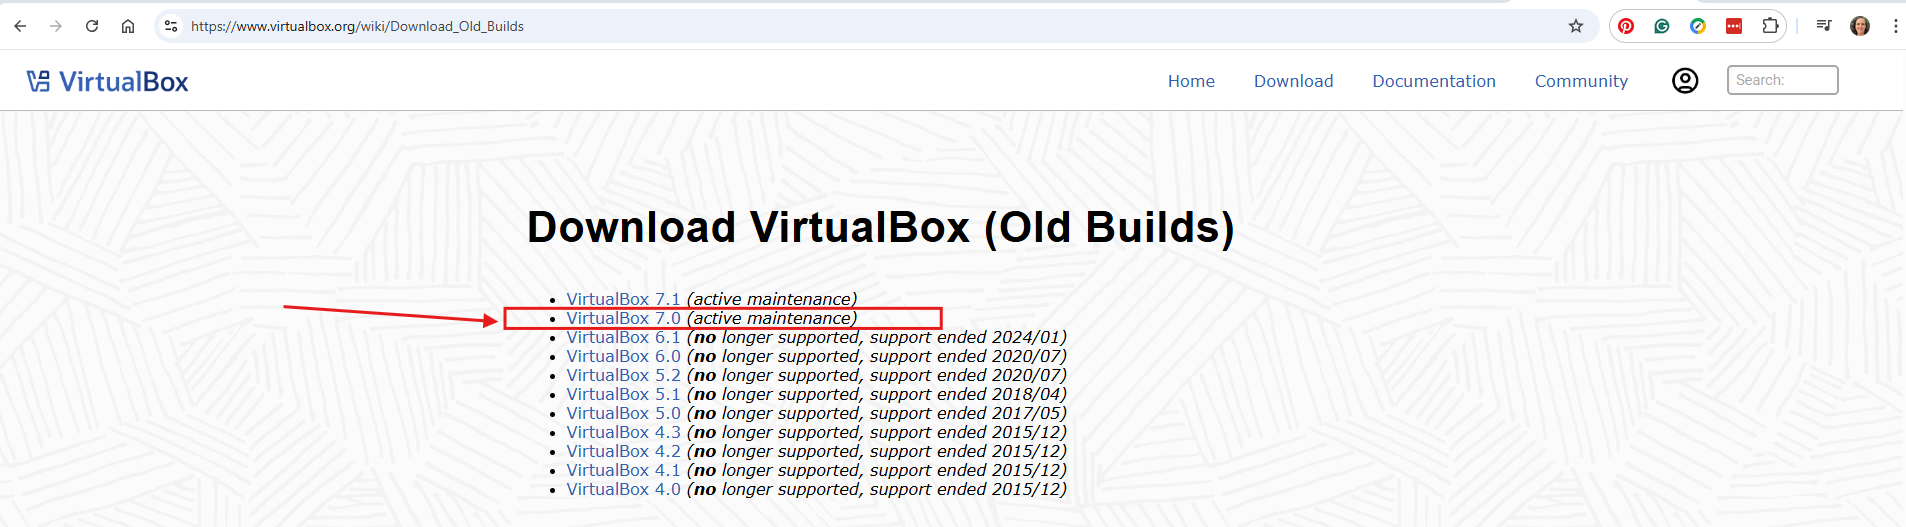 https://www.virtualbox.org/wiki/Download_Old_Builds
VirtualBox
Home Download Documentation Community Search:
Download VirtualBox (Old Builds)
• VirtualBox 7.1 (active maintenance)
• VirtualBox 7.0 (active maintenance)
• VirtualBox 6.1 (no longer supported, support ended 2024/01)
• VirtualBox 6.0 (no longer supported, support ended 2020/07)
• VirtualBox 5.2 (no longer supported, support ended 2020/07)
• VirtualBox 5.1 (no longer supported, support ended 2018/04)
• VirtualBox 5.0 (no longer supported, support ended 2017/05)
• VirtualBox 4.3 (no longer supported, support ended 2015/12)
• VirtualBox 4.2 (no longer supported, support ended 2015/12)
• VirtualBox 4.1 (no longer supported, support ended 2015/12)
• VirtualBox 4.0 (no longer supported, support ended 2015/12)